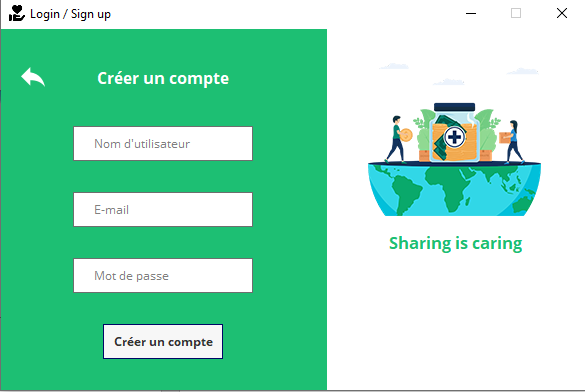 Login / Sign up
Créer un compte
Nom d'utilisateur
E-mail
Mot de passe
Créer un compte
Sharing is caring